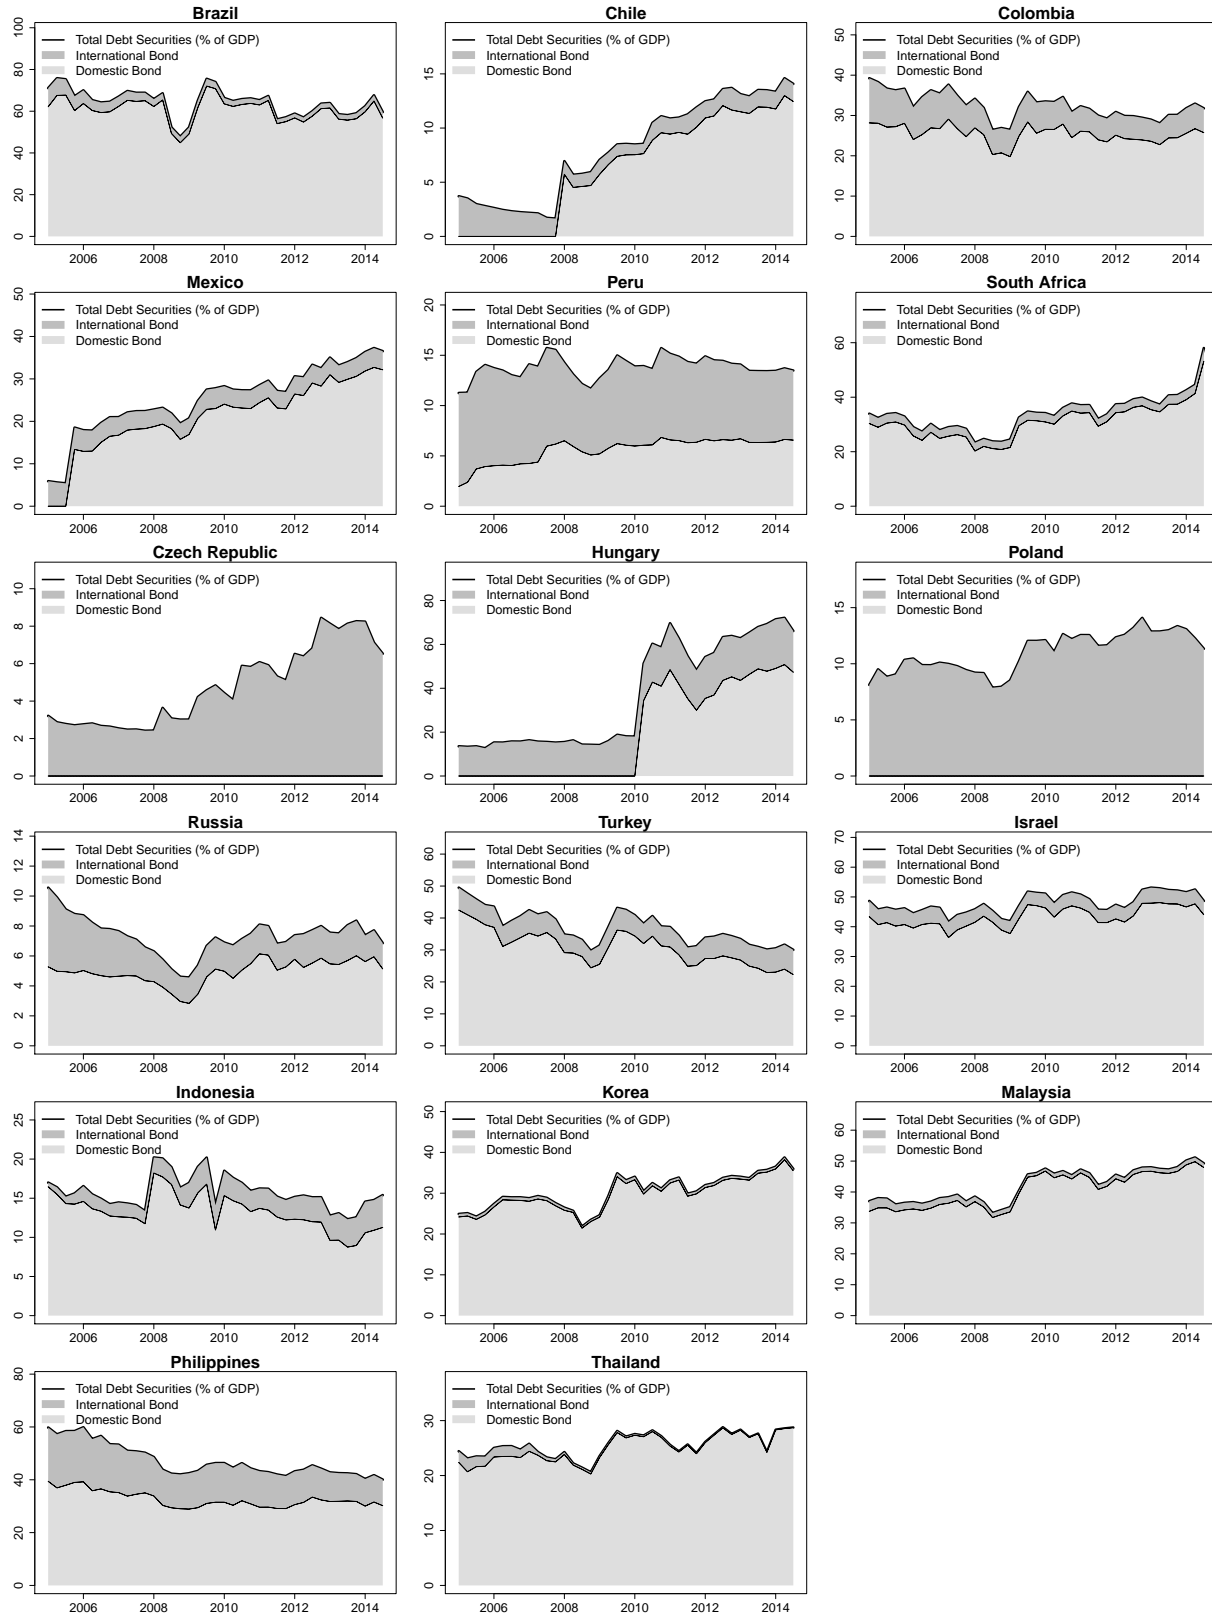 Brazil
Total Debt Securities (% of GDP)
International Bond
Domestic Bond
0 20 40 60 80 100
2006 2008 2010 2012 2014
Chile
Total Debt Securities (% of GDP)
International Bond
Domestic Bond
0 5 10 15
2006 2008 2010 2012 2014
Colombia
Total Debt Securities (% of GDP)
International Bond
Domestic Bond
0 10 20 30 40 50
2006 2008 2010 2012 2014
Mexico
Total Debt Securities (% of GDP)
International Bond
Domestic Bond
0 10 20 30 40 50
2006 2008 2010 2012 2014
Peru
Total Debt Securities (% of GDP)
International Bond
Domestic Bond
0 5 10 15 20
2006 2008 2010 2012 2014
South Africa
Total Debt Securities (% of GDP)
International Bond
Domestic Bond
0 20 40 60
2006 2008 2010 2012 2014
Czech Republic
Total Debt Securities (% of GDP)
International Bond
Domestic Bond
0 2 4 6 8 10
2006 2008 2010 2012 2014
Hungary
Total Debt Securities (% of GDP)
International Bond
Domestic Bond
0 20 40 60 80
2006 2008 2010 2012 2014
Poland
Total Debt Securities (% of GDP)
International Bond
Domestic Bond
0 5 10 15
2006 2008 2010 2012 2014
Russia
Total Debt Securities (% of GDP)
International Bond
Domestic Bond
0 2 4 6 8 10 12 14
2006 2008 2010 2012 2014
Turkey
Total Debt Securities (% of GDP)
International Bond
Domestic Bond
0 10 20 30 40 50 60
2006 2008 2010 2012 2014
Israel
Total Debt Securities (% of GDP)
International Bond
Domestic Bond
0 10 20 30 40 50 60 70
2006 2008 2010 2012 2014
Indonesia
Total Debt Securities (% of GDP)
International Bond
Domestic Bond
0 5 10 15 20 25
2006 2008 2010 2012 2014
Korea
Total Debt Securities (% of GDP)
International Bond
Domestic Bond
0 10 20 30 40 50
2006 2008 2010 2012 2014
Malaysia
Total Debt Securities (% of GDP)
International Bond
Domestic Bond
0 10 20 30 40 50 60
2006 2008 2010 2012 2014
Philippines
Total Debt Securities (% of GDP)
International Bond
Domestic Bond
0 20 40 60 80
2006 2008 2010 2012 2014
Thailand
Total Debt Securities (% of GDP)
International Bond
Domestic Bond
0 10 20 30
2006 2008 2010 2012 2014